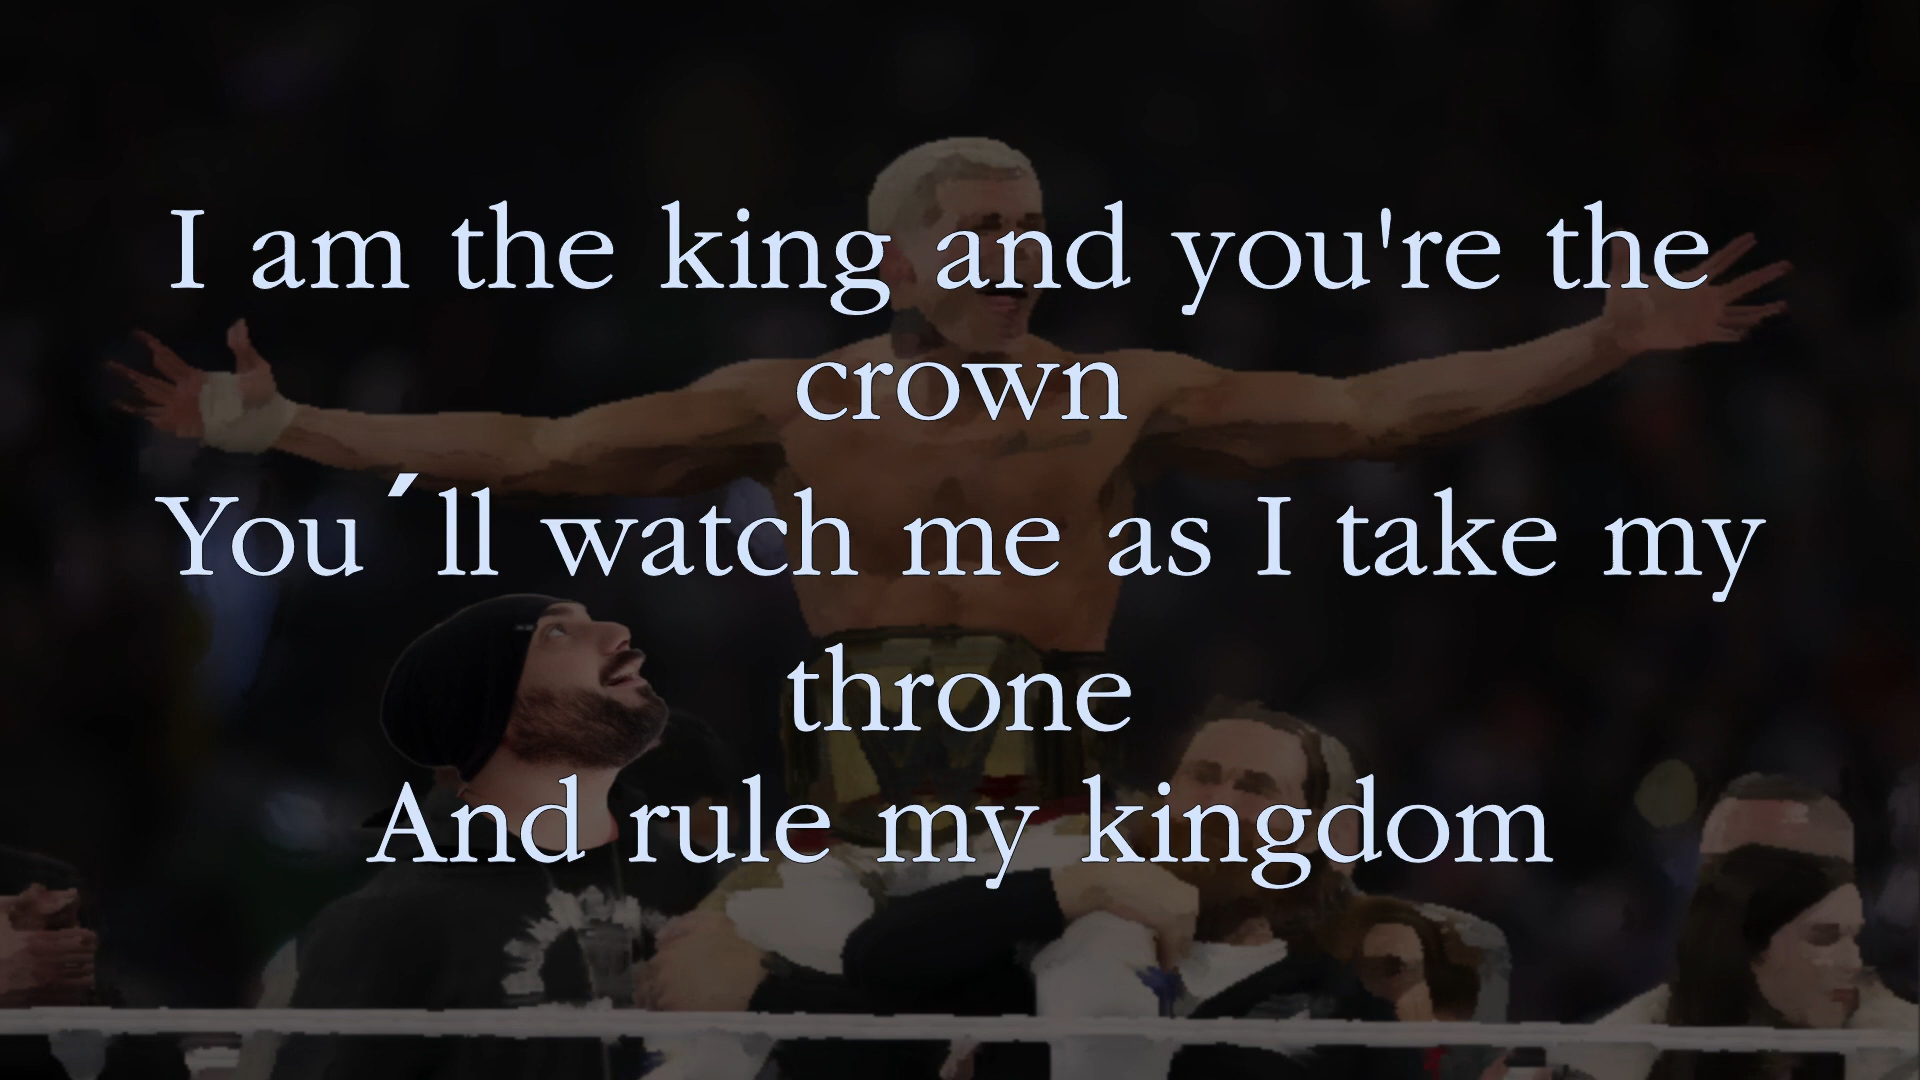 I am the king and you're the
crown
You´ll watch me as I take my
throne
And rule my kingdom